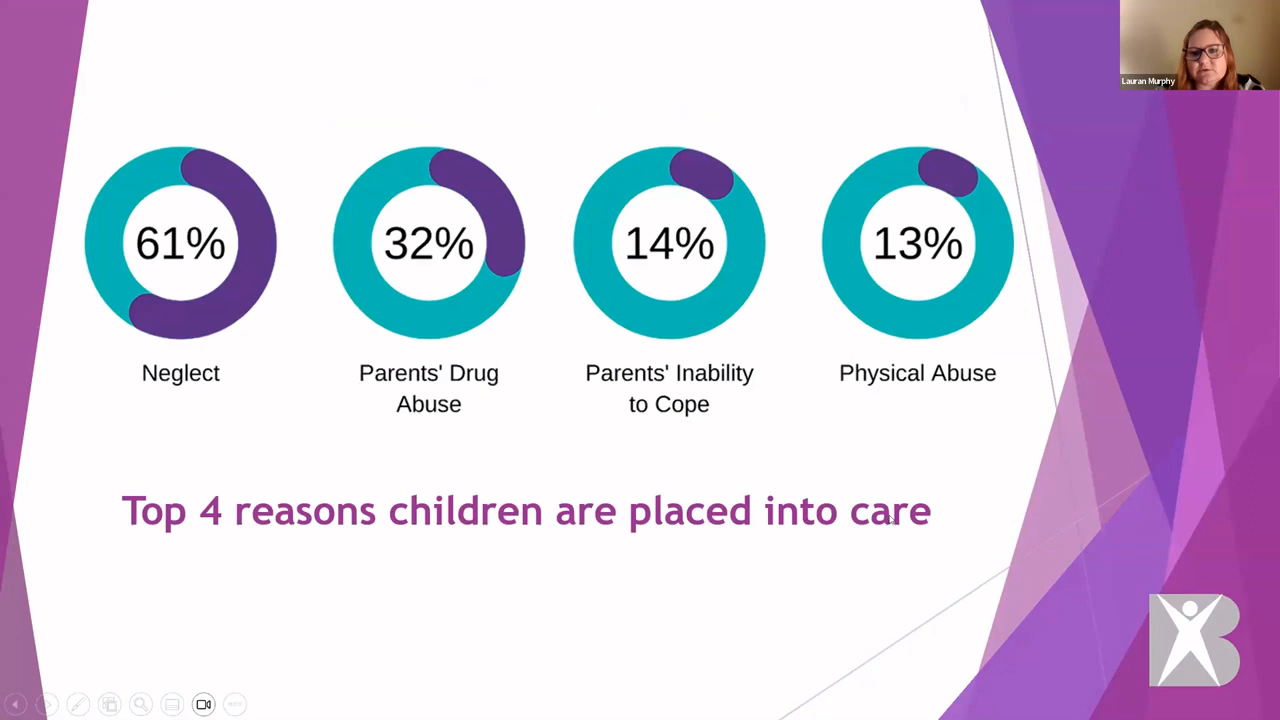 Lauran Murphy
61%
32%
14%
13%
Neglect
Parents' Drug
Abuse
Parents' Inability
to Cope
Physical Abuse
Top 4 reasons children are placed into care
B